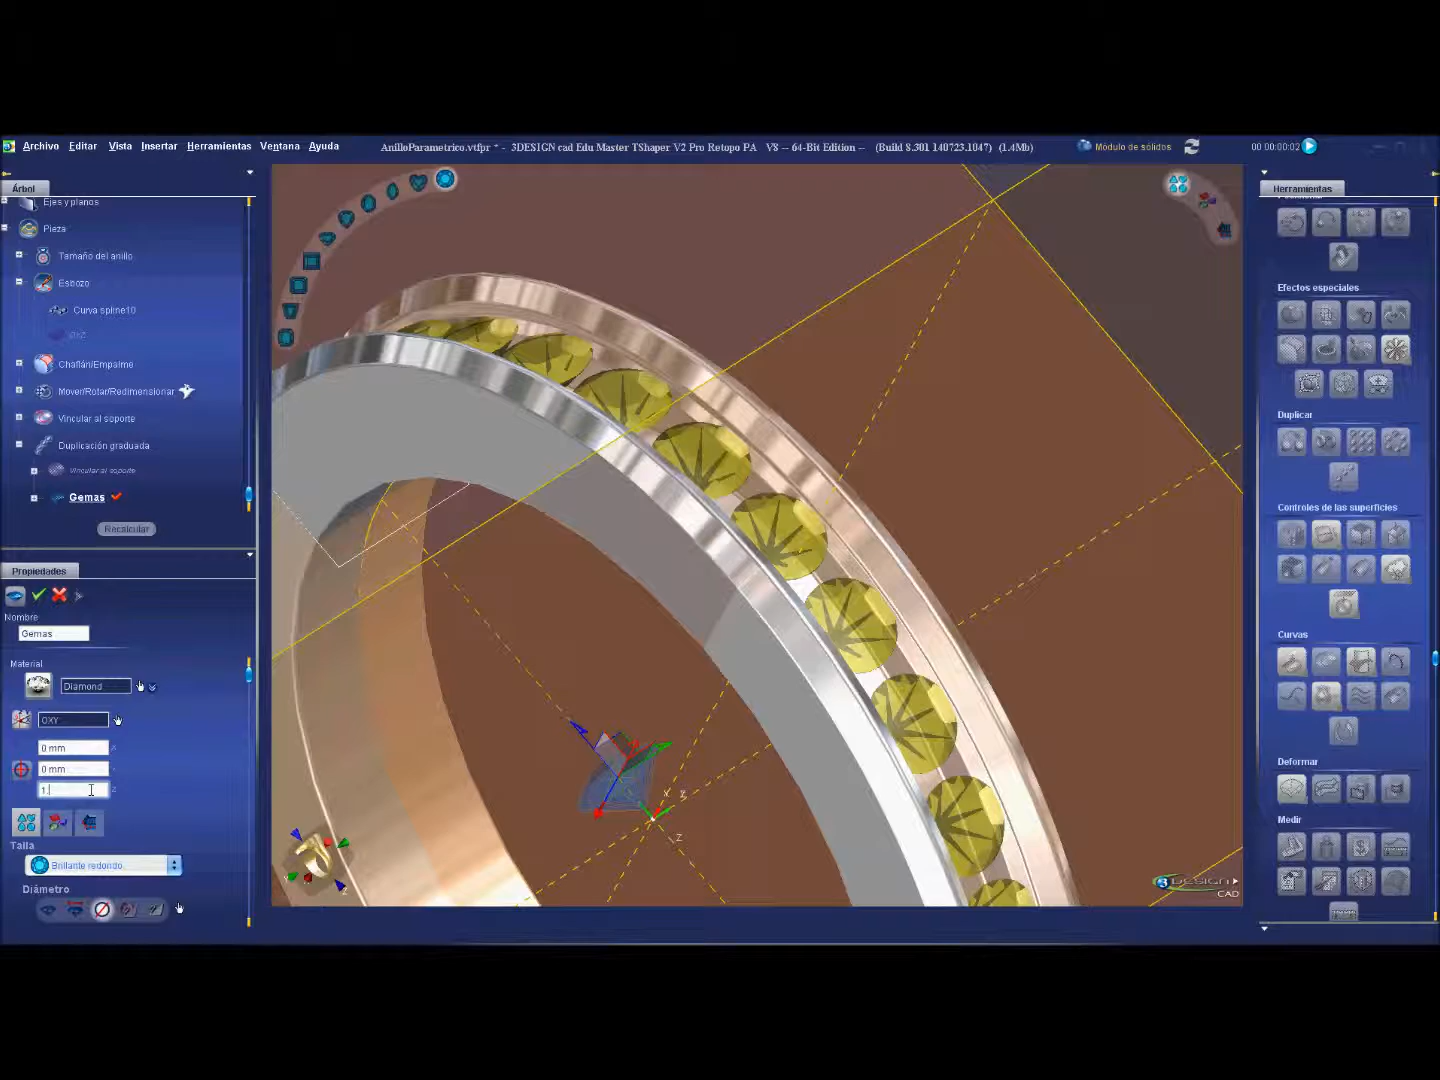 Archivo Editar Vista Insertar Herramientas Ventana Ayuda
AnilloParametrico.vtfpr * - 3DESIGN cad Edu Master TShaper V2 Pro Retopo PA V8 -- 64-Bit Edition -- (Build 8.301 140723.1047) (1.4Mb)
Módulo de sólidos
00 00:00:02
Árbol
Ejes y planos
Pieza
Tamaño del anillo
Esbozo
Curva spline10
Chaflán/Empalme
Mover/Rotar/Redimensionar
Vincular al soporte
Duplicación graduada
Vincular al soporte
Gemas
Recalcular
Propiedades
Nombre
Gemas
Material
Diamond
OXY
0 mm
0 mm
1.
Talla
Brillante redondo
Diámetro
X Z
Z
3DESIGN
CAD
Herramientas
Efectos especiales
Duplicar
Controles de las superficies
Curvas
Deformar
Medir